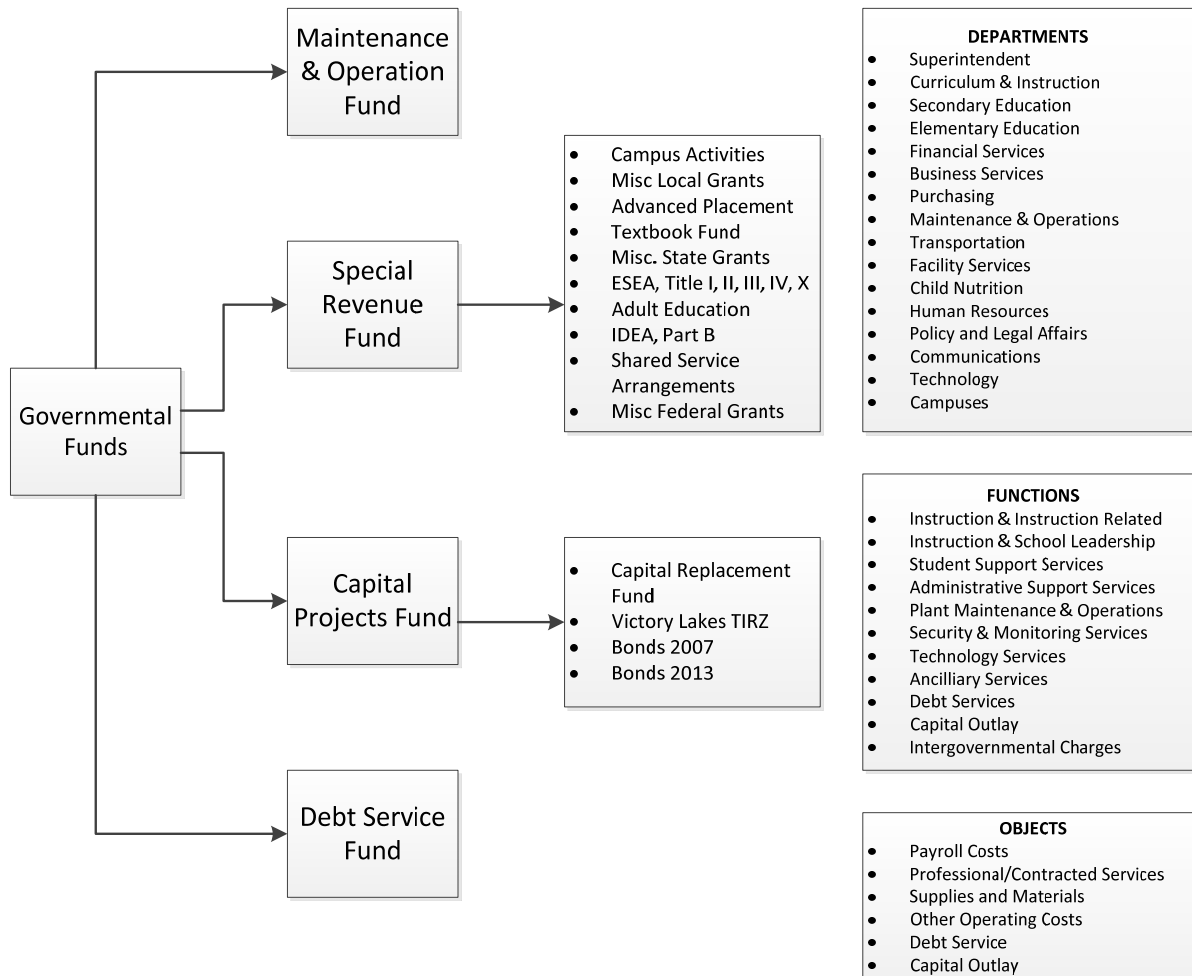 Maintenance
& Operation
Fund
Special
Revenue
Fund
Governmental
Funds
Capital
Projects Fund
Debt Service
Fund
• Campus Activities
• Misc Local Grants
• Advanced Placement
• Textbook Fund
• Misc. State Grants
• ESEA, Title I, II, III, IV, X
• Adult Education
• IDEA, Part B
• Shared Service
Arrangements
• Misc Federal Grants
• Capital Replacement
Fund
• Victory Lakes TIRZ
• Bonds 2007
• Bonds 2013
DEPARTMENTS
• Superintendent
• Curriculum & Instruction
• Secondary Education
• Elementary Education
• Financial Services
• Business Services
• Purchasing
• Maintenance & Operations
• Transportation
• Facility Services
• Child Nutrition
• Human Resources
• Policy and Legal Affairs
• Communications
• Technology
• Campuses
FUNCTIONS
• Instruction & Instruction Related
• Instruction & School Leadership
• Student Support Services
• Administrative Support Services
• Plant Maintenance & Operations
• Security & Monitoring Services
• Technology Services
• Ancilliary Services
• Debt Services
• Capital Outlay
• Intergovernmental Charges
OBJECTS
• Payroll Costs
• Professional/Contracted Services
• Supplies and Materials
• Other Operating Costs
• Debt Service
• Capital Outlay